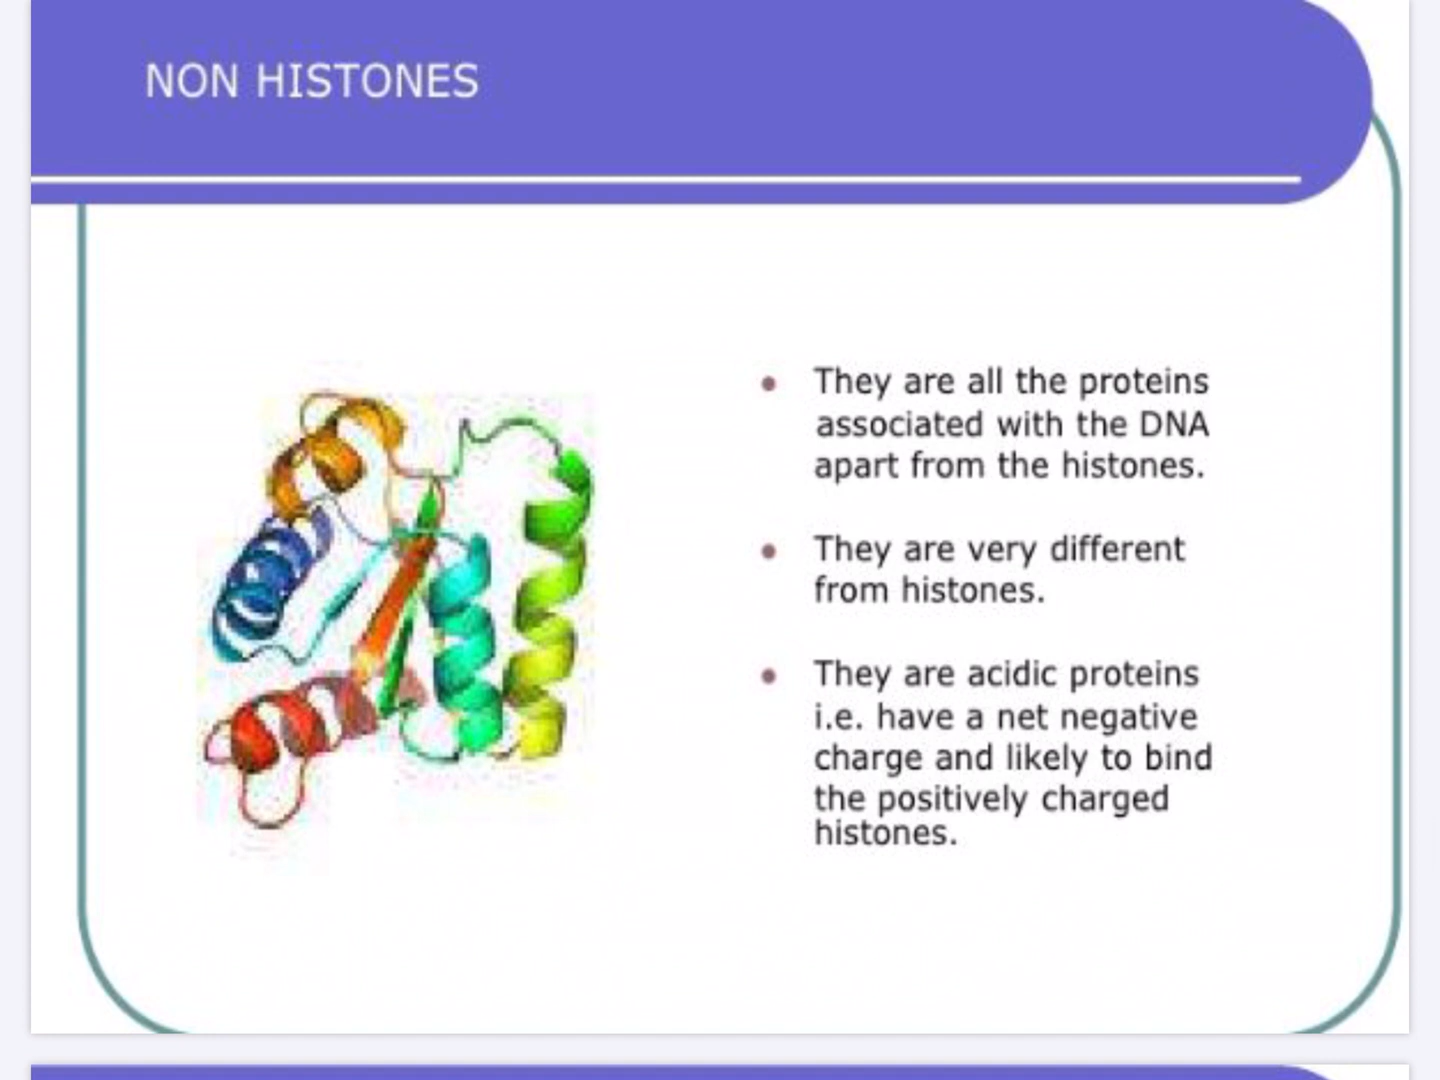 NON HISTONES
They are all the proteins
associated with the DNA
apart from the histones.
They are very different
from histones.
They are acidic proteins
i.e. have a net negative
charge and likely to bind
the positively charged
histones.